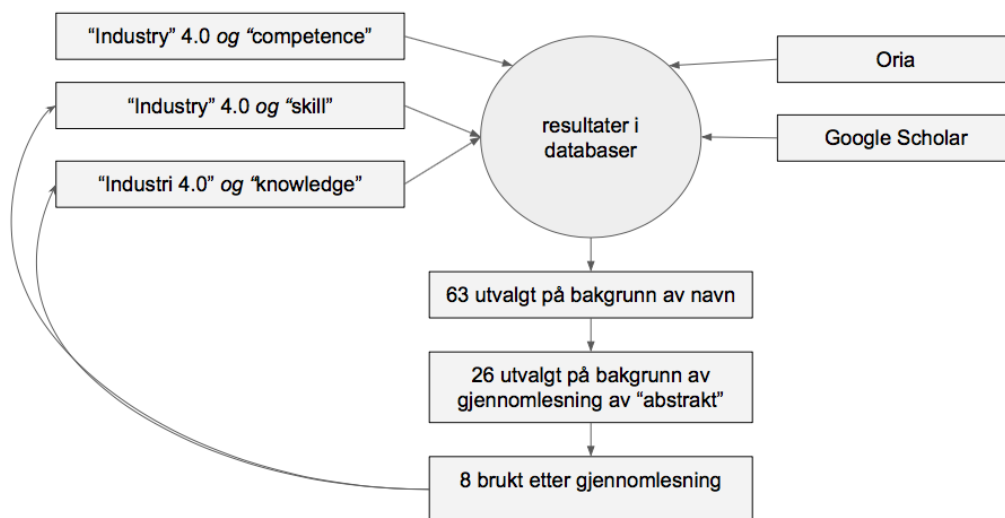 “Industry” 4.0 og “competence”
“Industry” 4.0 og “skill”
“Industri 4.0” og “knowledge”
resultater i
databaser
Oria
Google Scholar
63 utvalgt på bakgrunn av navn
26 utvalgt på bakgrunn av
gjennomlesning av “abstrakt”
8 brukt etter gjennomlesning